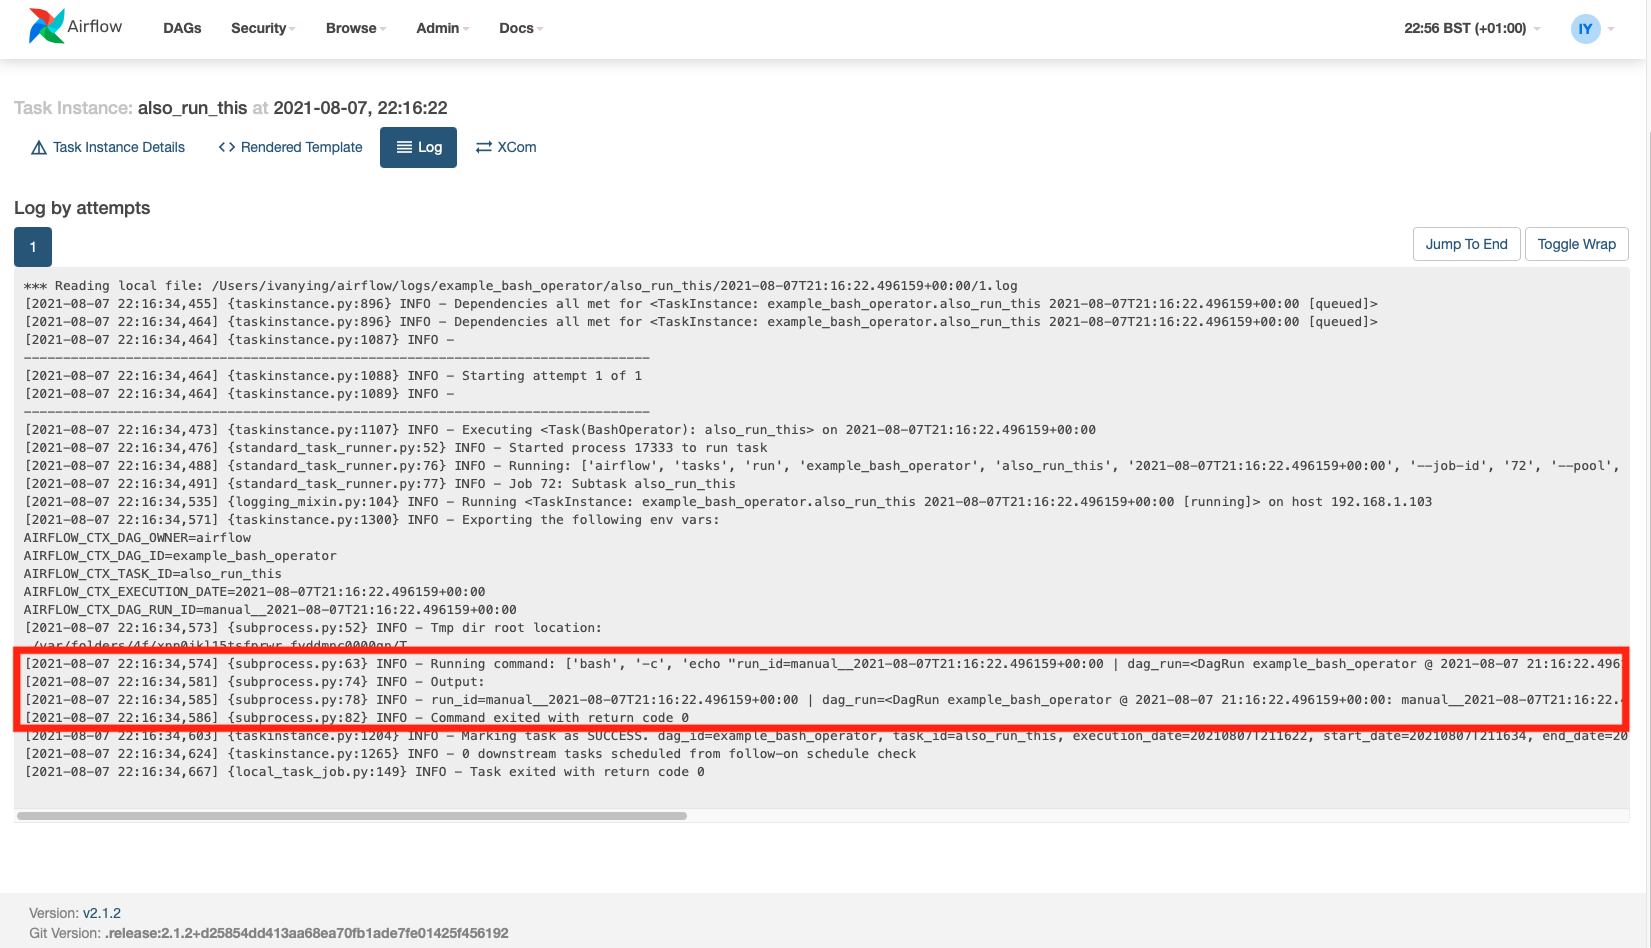 Airflow DAGs Security Browse Admin Docs 22:56 BST (+01:00) IY
Task Instance: also_run_this at 2021-08-07, 22:16:22
Task Instance Details <> Rendered Template Log XCom
Log by attempts
1 Jump To End Toggle Wrap
*** Reading local file: /Users/ivanying/airflow/logs/example_bash_operator/also_run_this/2021-08-07T21:16:22.496159+00:00/1.log
[2021-08-07 22:16:34,455] {taskinstance.py:896} INFO - Dependencies all met for <TaskInstance: example_bash_operator.also_run_this 2021-08-07T21:16:22.496159+00:00 [queued]>
[2021-08-07 22:16:34,464] {taskinstance.py:896} INFO - Dependencies all met for <TaskInstance: example_bash_operator.also_run_this 2021-08-07T21:16:22.496159+00:00 [queued]>
[2021-08-07 22:16:34,464] {taskinstance.py:1087} INFO -
--------------------------------------------------------------------------------
[2021-08-07 22:16:34,464] {taskinstance.py:1088} INFO - Starting attempt 1 of 1
[2021-08-07 22:16:34,464] {taskinstance.py:1089} INFO -
--------------------------------------------------------------------------------
[2021-08-07 22:16:34,473] {taskinstance.py:1107} INFO - Executing <Task(BashOperator): also_run_this> on 2021-08-07T21:16:22.496159+00:00
[2021-08-07 22:16:34,476] {standard_task_runner.py:52} INFO - Started process 17333 to run task
[2021-08-07 22:16:34,488] {standard_task_runner.py:76} INFO - Running: ['airflow', 'tasks', 'run', 'example_bash_operator', 'also_run_this', '2021-08-07T21:16:22.496159+00:00', '--job-id', '72', '--pool',
[2021-08-07 22:16:34,491] {standard_task_runner.py:77} INFO - Job 72: Subtask also_run_this
[2021-08-07 22:16:34,535] {logging_mixin.py:104} INFO - Running <TaskInstance: example_bash_operator.also_run_this 2021-08-07T21:16:22.496159+00:00 [running]> on host 192.168.1.103
[2021-08-07 22:16:34,571] {taskinstance.py:1300} INFO - Exporting the following env vars:
AIRFLOW_CTX_DAG_OWNER=airflow
AIRFLOW_CTX_DAG_ID=example_bash_operator
AIRFLOW_CTX_TASK_ID=also_run_this
AIRFLOW_CTX_EXECUTION_DATE=2021-08-07T21:16:22.496159+00:00
AIRFLOW_CTX_DAG_RUN_ID=manual__2021-08-07T21:16:22.496159+00:00
[2021-08-07 22:16:34,573] {subprocess.py:52} INFO - Tmp dir root location:
[2021-08-07 22:16:34,574] {subprocess.py:63} INFO - Running command: ['bash', '-c', 'echo "run_id=manual__2021-08-07T21:16:22.496159+00:00 | dag_run=<DagRun example_bash_operator @ 2021-08-07 21:16:22.496
[2021-08-07 22:16:34,581] {subprocess.py:74} INFO - Output:
[2021-08-07 22:16:34,585] {subprocess.py:78} INFO - run_id=manual__2021-08-07T21:16:22.496159+00:00 | dag_run=<DagRun example_bash_operator @ 2021-08-07 21:16:22.496159+00:00: manual__2021-08-07T21:16:22.
[2021-08-07 22:16:34,586] {subprocess.py:82} INFO - Command exited with return code 0
[2021-08-07 22:16:34,603] {taskinstance.py:1204} INFO - Marking task as SUCCESS. dag_id=example_bash_operator, task_id=also_run_this, execution_date=20210807T211622, start_date=20210807T211634, end_date=20
[2021-08-07 22:16:34,624] {taskinstance.py:1265} INFO - 0 downstream tasks scheduled from follow-on schedule check
[2021-08-07 22:16:34,667] {local_task_job.py:149} INFO - Task exited with return code 0
Version: v2.1.2
Git Version: .release:2.1.2+d25854dd413aa68ea70fb1ade7fe01425f456192